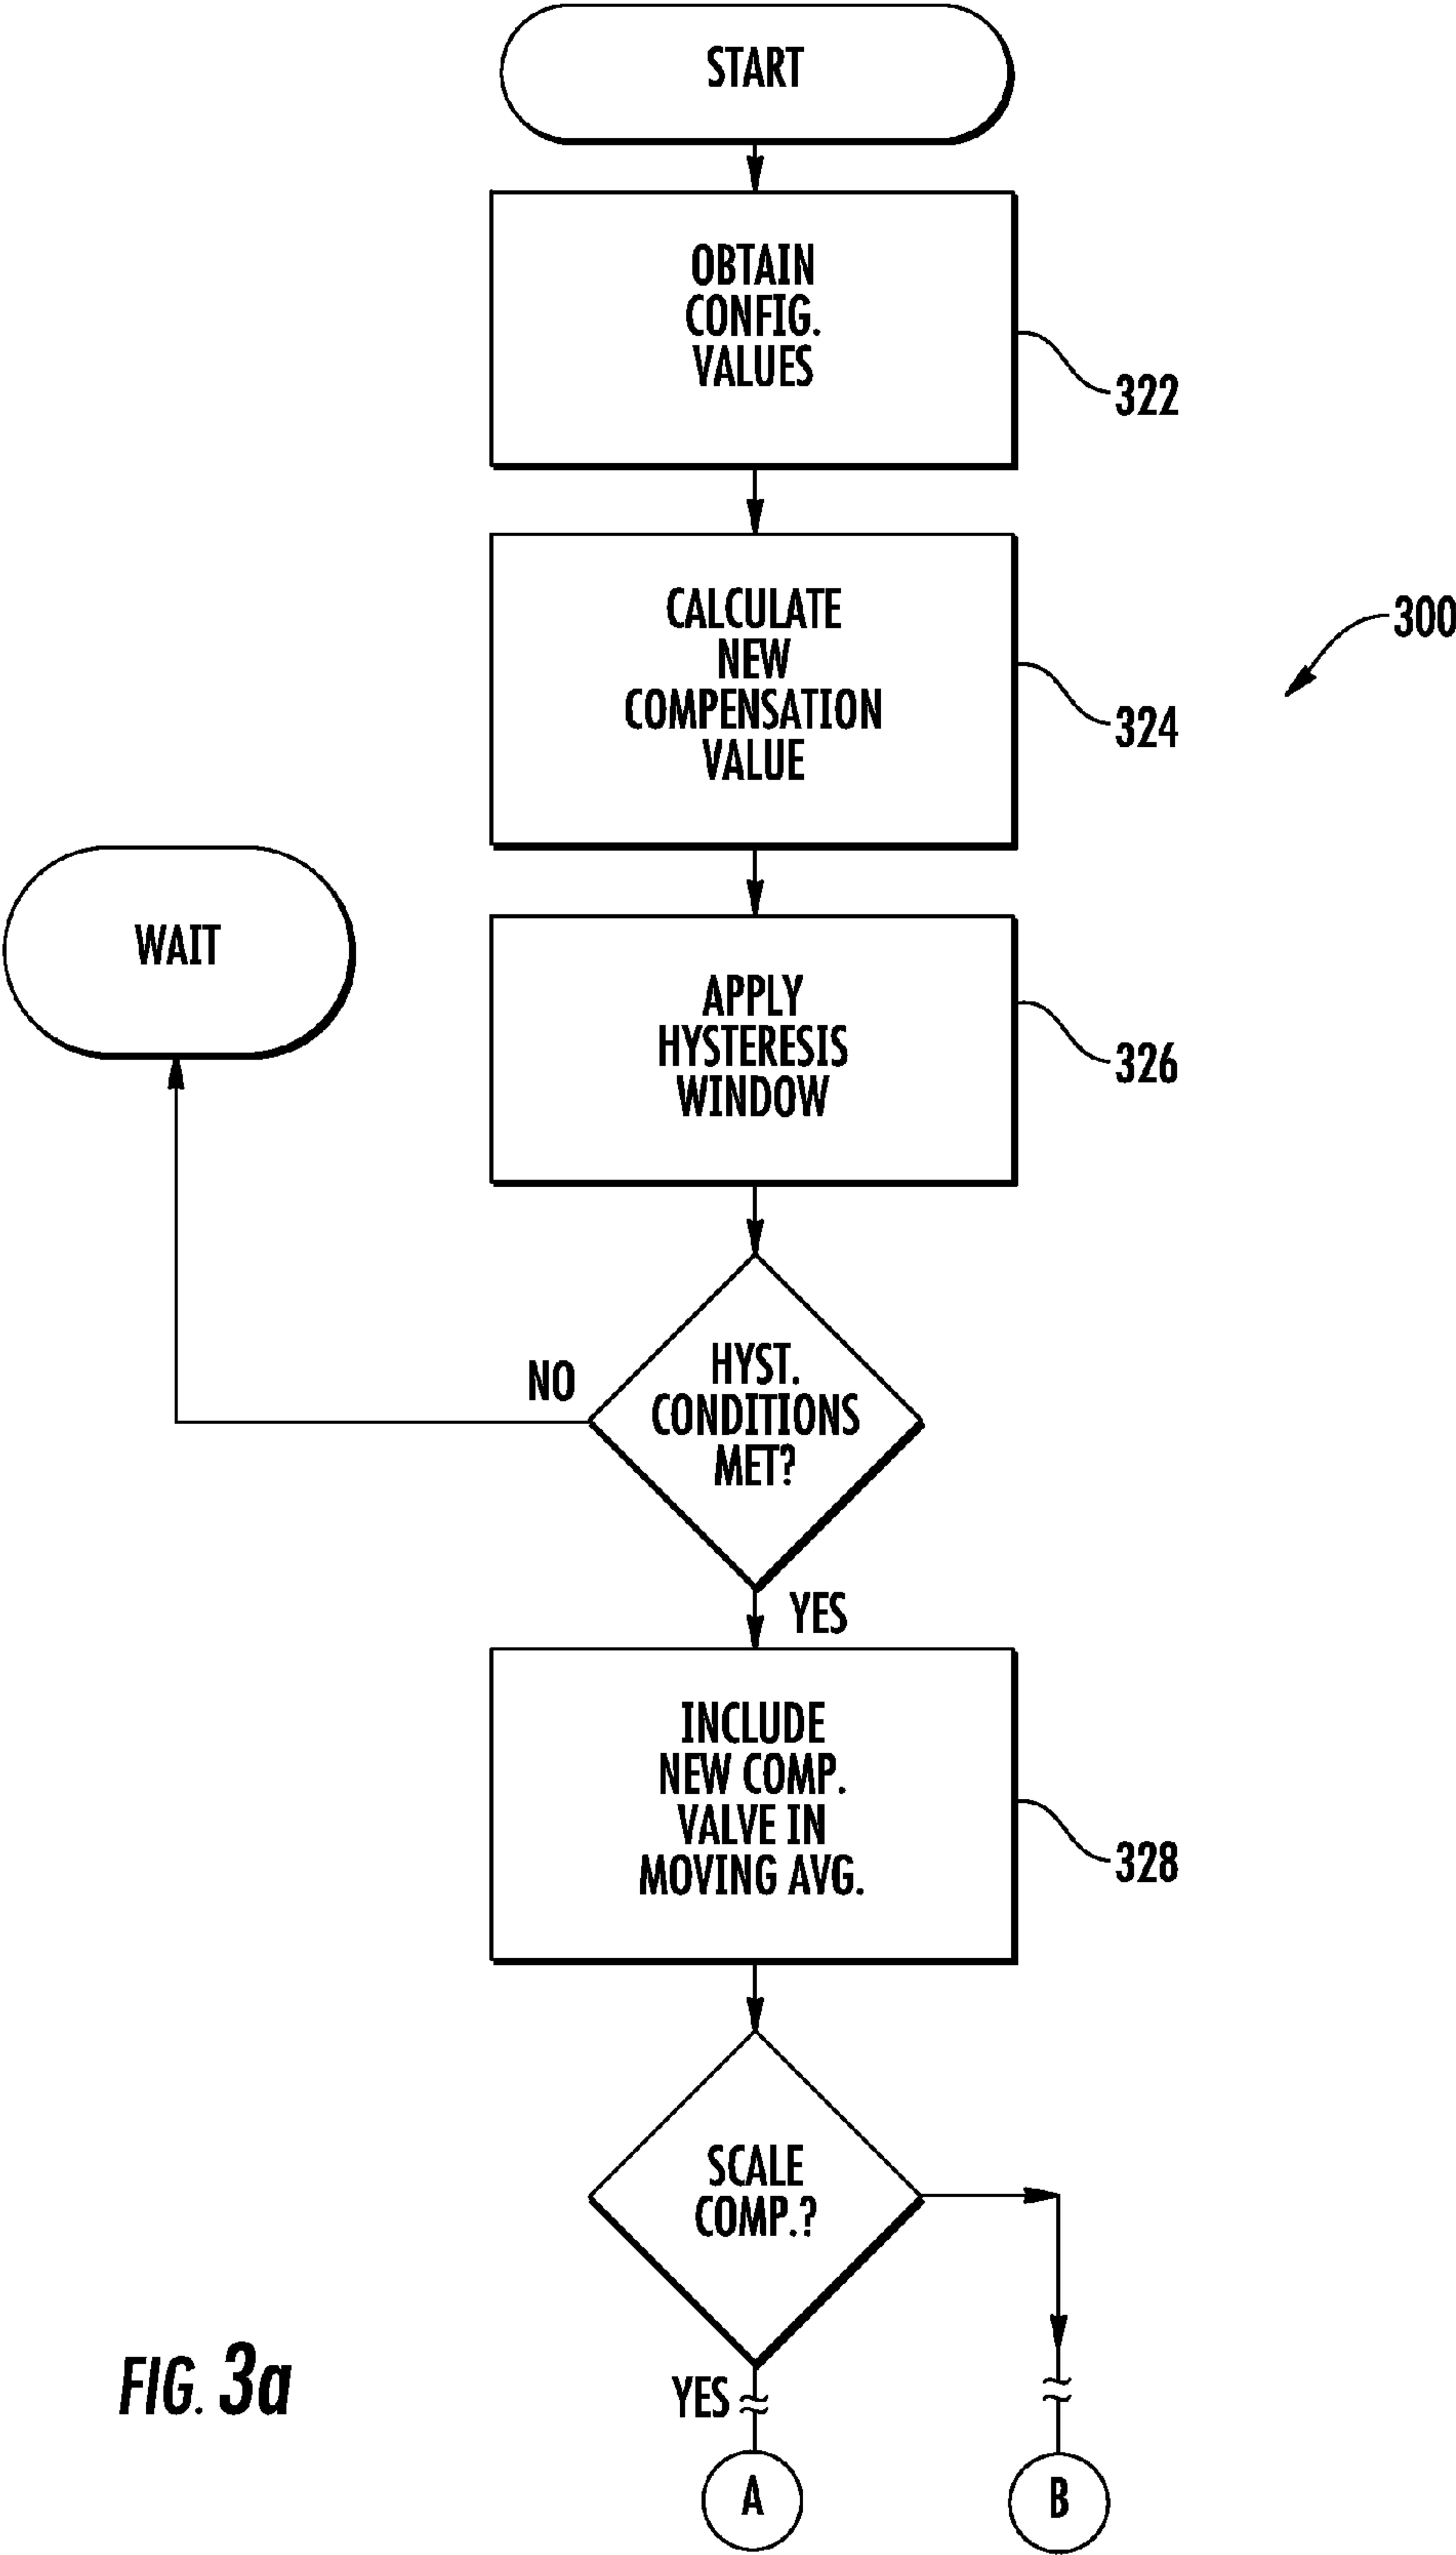 START
OBTAIN
CONFIG.
VALUES
322
CALCULATE
NEW
COMPENSATION
VALUE
324
300
WAIT
APPLY
HYSTERESIS
WINDOW
326
HYST.
CONDITIONS
MET?
NO
YES
INCLUDE
NEW COMP.
VALVE IN
MOVING AVG.
328
SCALE
COMP.?
YES
A
B
FIG. 3a